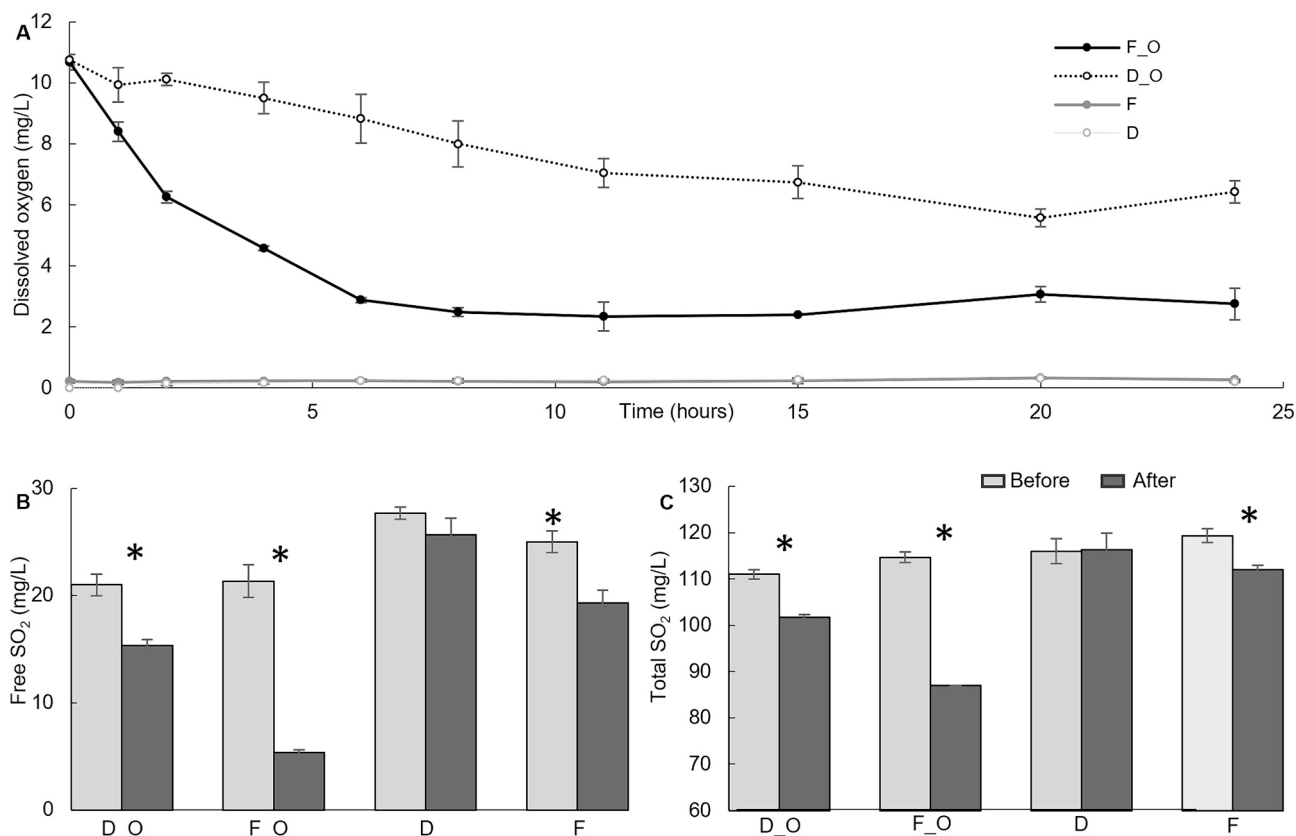 A
Dissolved oxygen (mg/L)
12
10
8
6
4
2
0
F_O
D_O
F
D
0 5 10 15 20 25
Time (hours)
B
Free SO2 (mg/L)
30
20
10
0
* * *
D O F O D F
C
Before After
Total SO2 (mg/L)
130
120
110
100
90
80
70
60
* * *
D_O F_O D F